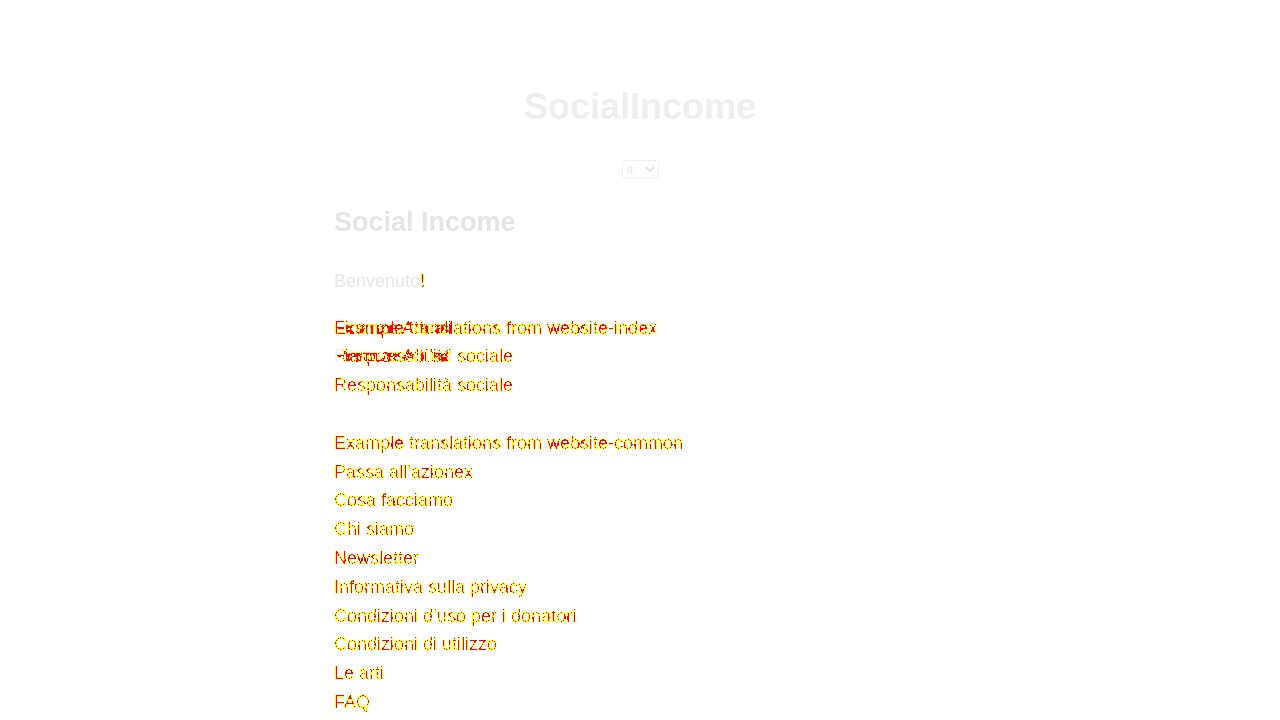 SocialIncome
it
Social Income
Benvenuto!
Example translations from website-index
Responsabilità sociale
Responsabilità sociale
Example translations from website-common
Passa all'azionex
Cosa facciamo
Chi siamo
Newsletter
Informativa sulla privacy
Condizioni d'uso per i donatori
Condizioni di utilizzo
Le arti
FAQ